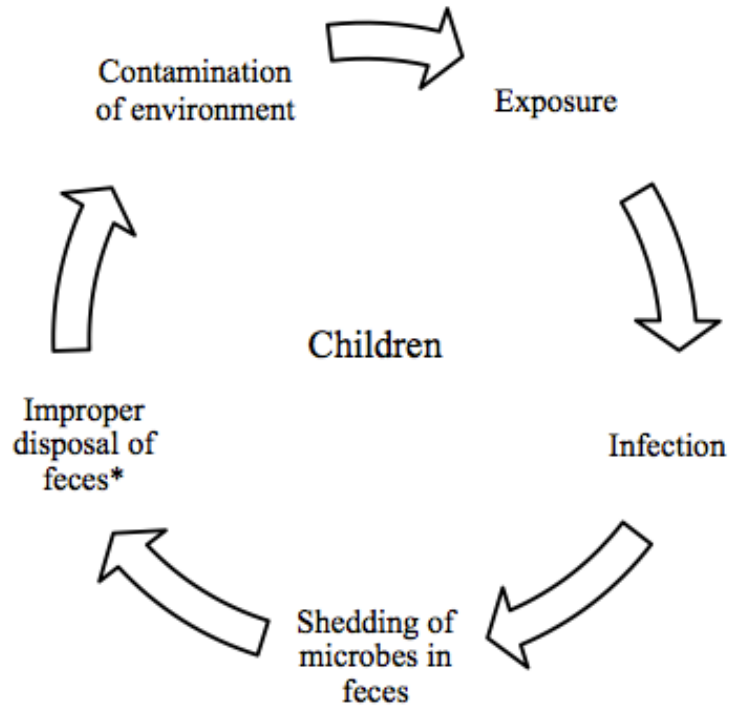 Contamination
of environment
Exposure
Children
Improper
disposal of
feces*
Infection
Shedding of
microbes in
feces